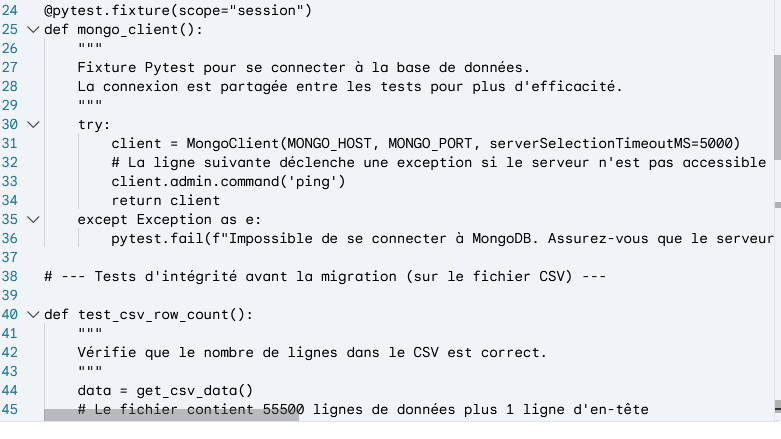 24 @pytest.fixture(scope="session")
25 def mongo_client():
26 """
27 Fixture Pytest pour se connecter à la base de données.
28 La connexion est partagée entre les tests pour plus d'efficacité.
29 """
30 try:
31 client = MongoClient(MONGO_HOST, MONGO_PORT, serverSelectionTimeoutMS=5000)
32 # La ligne suivante déclenche une exception si le serveur n'est pas accessible
33 client.admin.command('ping')
34 return client
35 except Exception as e:
36 pytest.fail(f"Impossible de se connecter à MongoDB. Assurez-vous que le serveur
37
38 # --- Tests d'intégrité avant la migration (sur le fichier CSV) ---
39
40 def test_csv_row_count():
41 """
42 Vérifie que le nombre de lignes dans le CSV est correct.
43 """
44 data = get_csv_data()
45 # Le fichier contient 55500 lignes de données plus 1 ligne d'en-tête